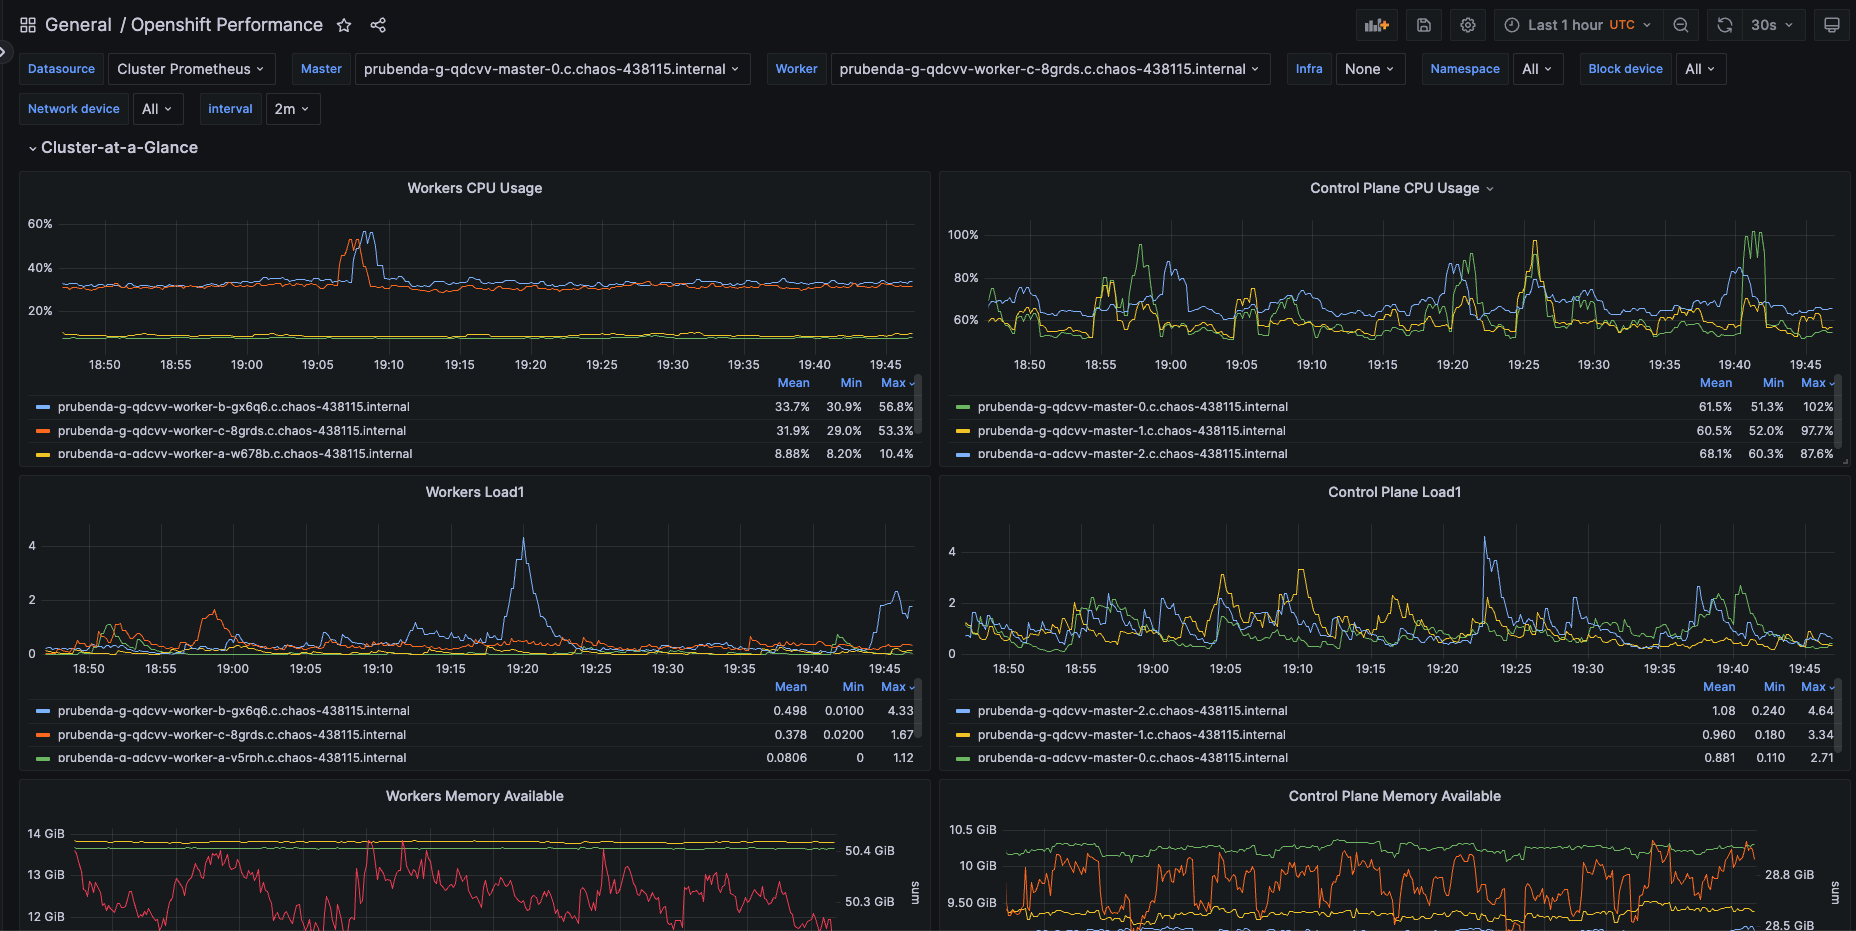 General / Openshift Performance
Last 1 hour UTC
30s
Datasource Cluster Prometheus Master prubenda-g-qdcvv-master-0.c.chaos-438115.internal Worker prubenda-g-qdcvv-worker-c-8grds.c.chaos-438115.internal Infra None Namespace All Block device All
Network device All interval 2m
Cluster-at-a-Glance
Workers CPU Usage
60%
40%
20%
18:50 18:55 19:00 19:05 19:10 19:15 19:20 19:25 19:30 19:35 19:40 19:45
Mean Min Max
prubenda-g-qdcvv-worker-b-gx6q6.c.chaos-438115.internal 33.7% 30.9% 56.8%
prubenda-g-qdcvv-worker-c-8grds.c.chaos-438115.internal 31.9% 29.0% 53.3%
prubenda-g-qdcvv-worker-a-w678b.c.chaos-438115.internal 8.88% 8.20% 10.4%
Control Plane CPU Usage
100%
80%
60%
18:50 18:55 19:00 19:05 19:10 19:15 19:20 19:25 19:30 19:35 19:40 19:45
Mean Min Max
prubenda-g-qdcvv-master-0.c.chaos-438115.internal 61.5% 51.3% 102%
prubenda-g-qdcvv-master-1.c.chaos-438115.internal 60.5% 52.0% 97.7%
prubenda-g-qdcvv-master-2.c.chaos-438115.internal 68.1% 60.3% 87.6%
Workers Load1
4
2
0
18:50 18:55 19:00 19:05 19:10 19:15 19:20 19:25 19:30 19:35 19:40 19:45
Mean Min Max
prubenda-g-qdcvv-worker-b-gx6q6.c.chaos-438115.internal 0.498 0.0100 4.33
prubenda-g-qdcvv-worker-c-8grds.c.chaos-438115.internal 0.378 0.0200 1.67
prubenda-g-qdcvv-worker-a-v5rph.c.chaos-438115.internal 0.0806 0 1.12
Control Plane Load1
4
2
0
18:50 18:55 19:00 19:05 19:10 19:15 19:20 19:25 19:30 19:35 19:40 19:45
Mean Min Max
prubenda-g-qdcvv-master-2.c.chaos-438115.internal 1.08 0.240 4.64
prubenda-g-qdcvv-master-1.c.chaos-438115.internal 0.960 0.180 3.34
prubenda-g-qdcvv-master-0.c.chaos-438115.internal 0.881 0.110 2.71
Workers Memory Available
14 GiB
13 GiB
12 GiB
50.4 GiB
50.3 GiB
sum
Control Plane Memory Available
10.5 GiB
10 GiB
9.50 GiB
28.8 GiB
28.5 GiB
sum